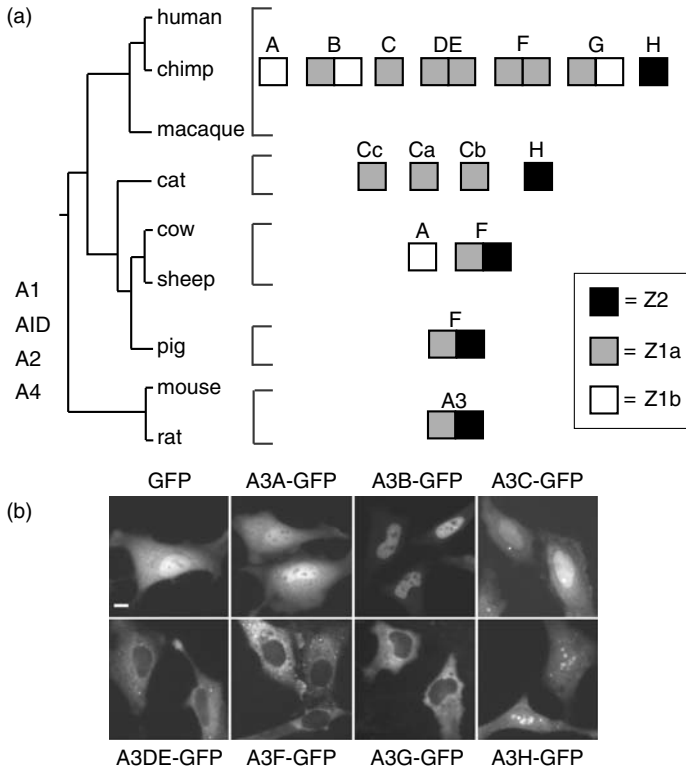 (a)
human
chimp
macaque
cat
cow
sheep
pig
mouse
rat
A1
AID
A2
A4
A B C DE F G H
Cc Ca Cb H
A F
F
A3
= Z2
= Z1a
= Z1b
(b)
GFP A3A-GFP A3B-GFP A3C-GFP
A3DE-GFP A3F-GFP A3G-GFP A3H-GFP